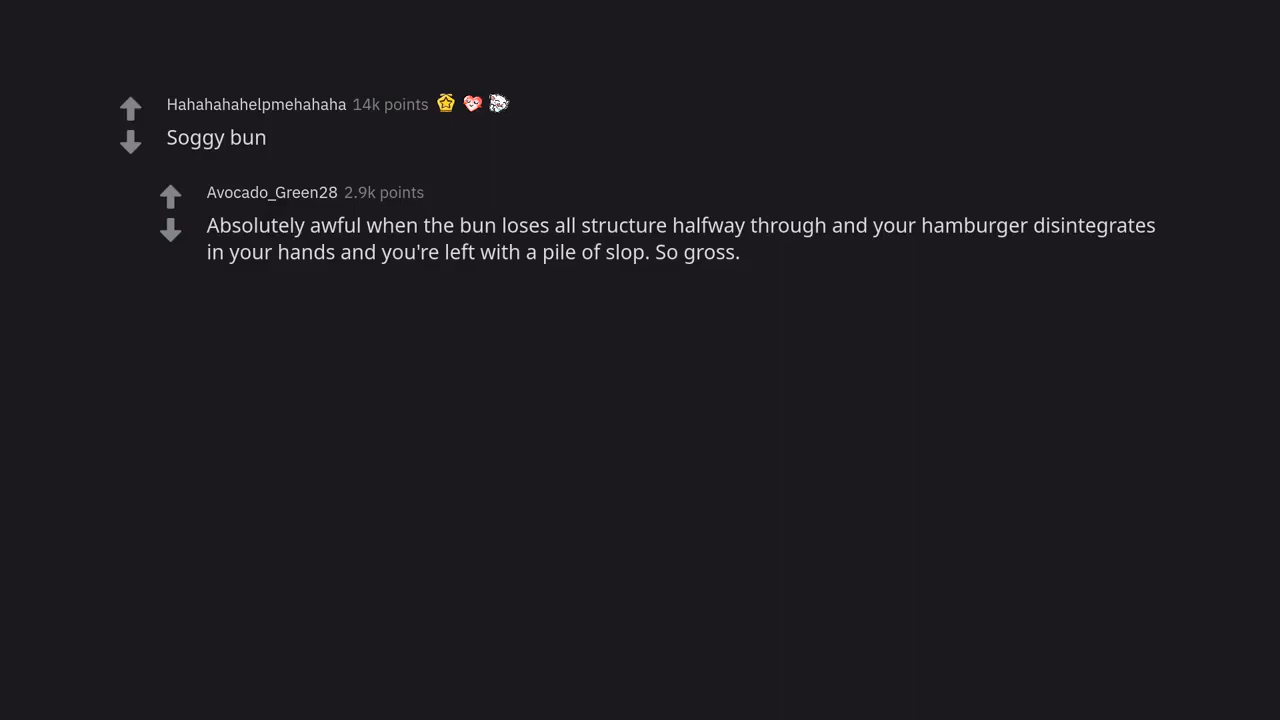 Hahahahahelpmehahaha 14k points
Soggy bun
Avocado_Green28 2.9k points
Absolutely awful when the bun loses all structure halfway through and your hamburger disintegrates
in your hands and you're left with a pile of slop. So gross.